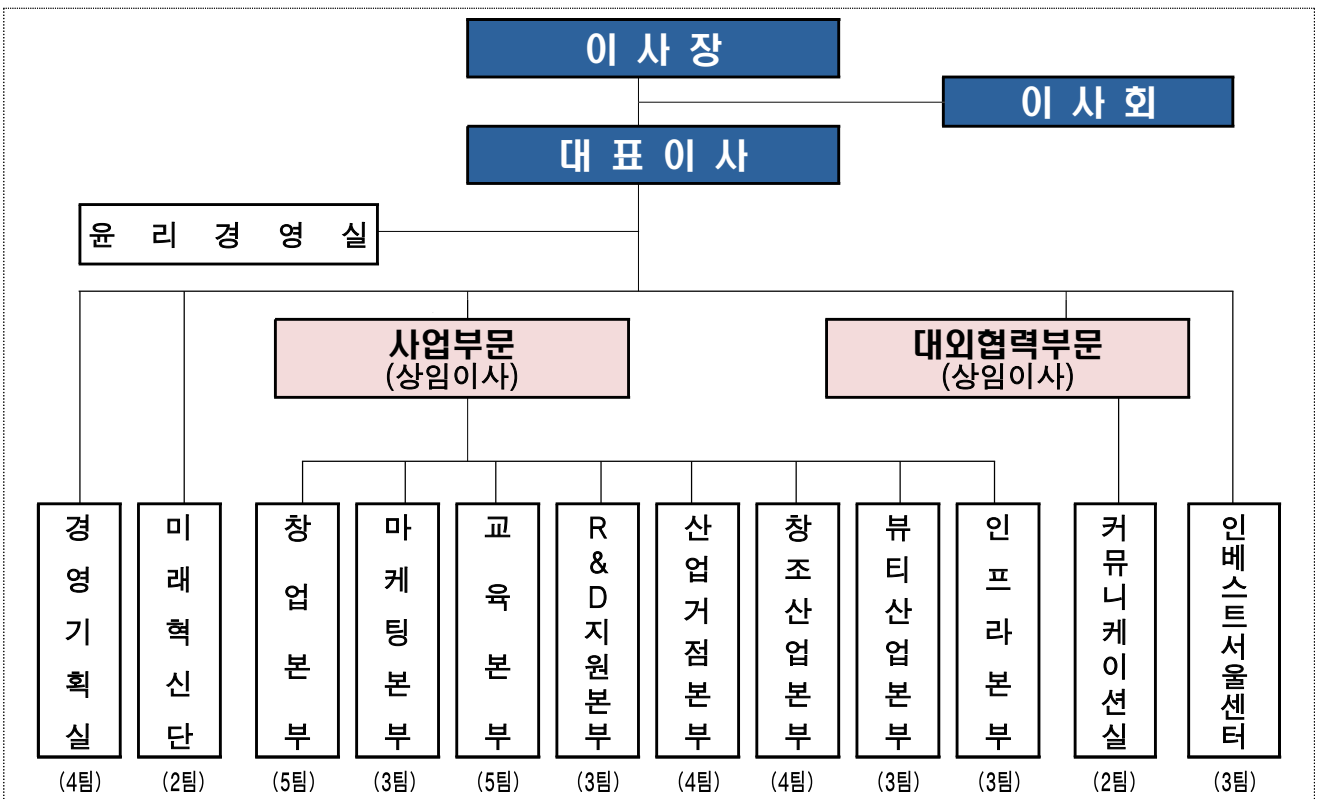 이 사 장
이 사 회
대 표 이 사
윤 리 경 영 실
사업부문
(상임이사)
대외협력부문
(상임이사)
경영기획실
미래혁신단
창업본부
마케팅본부
교육본부
R&D지원본부
산업거점본부
창조산업본부
뷰티산업본부
인프라본부
커뮤니케이션실
인베스트서울센터
(4팀)
(2팀)
(5팀)
(3팀)
(5팀)
(3팀)
(4팀)
(4팀)
(3팀)
(3팀)
(2팀)
(3팀)